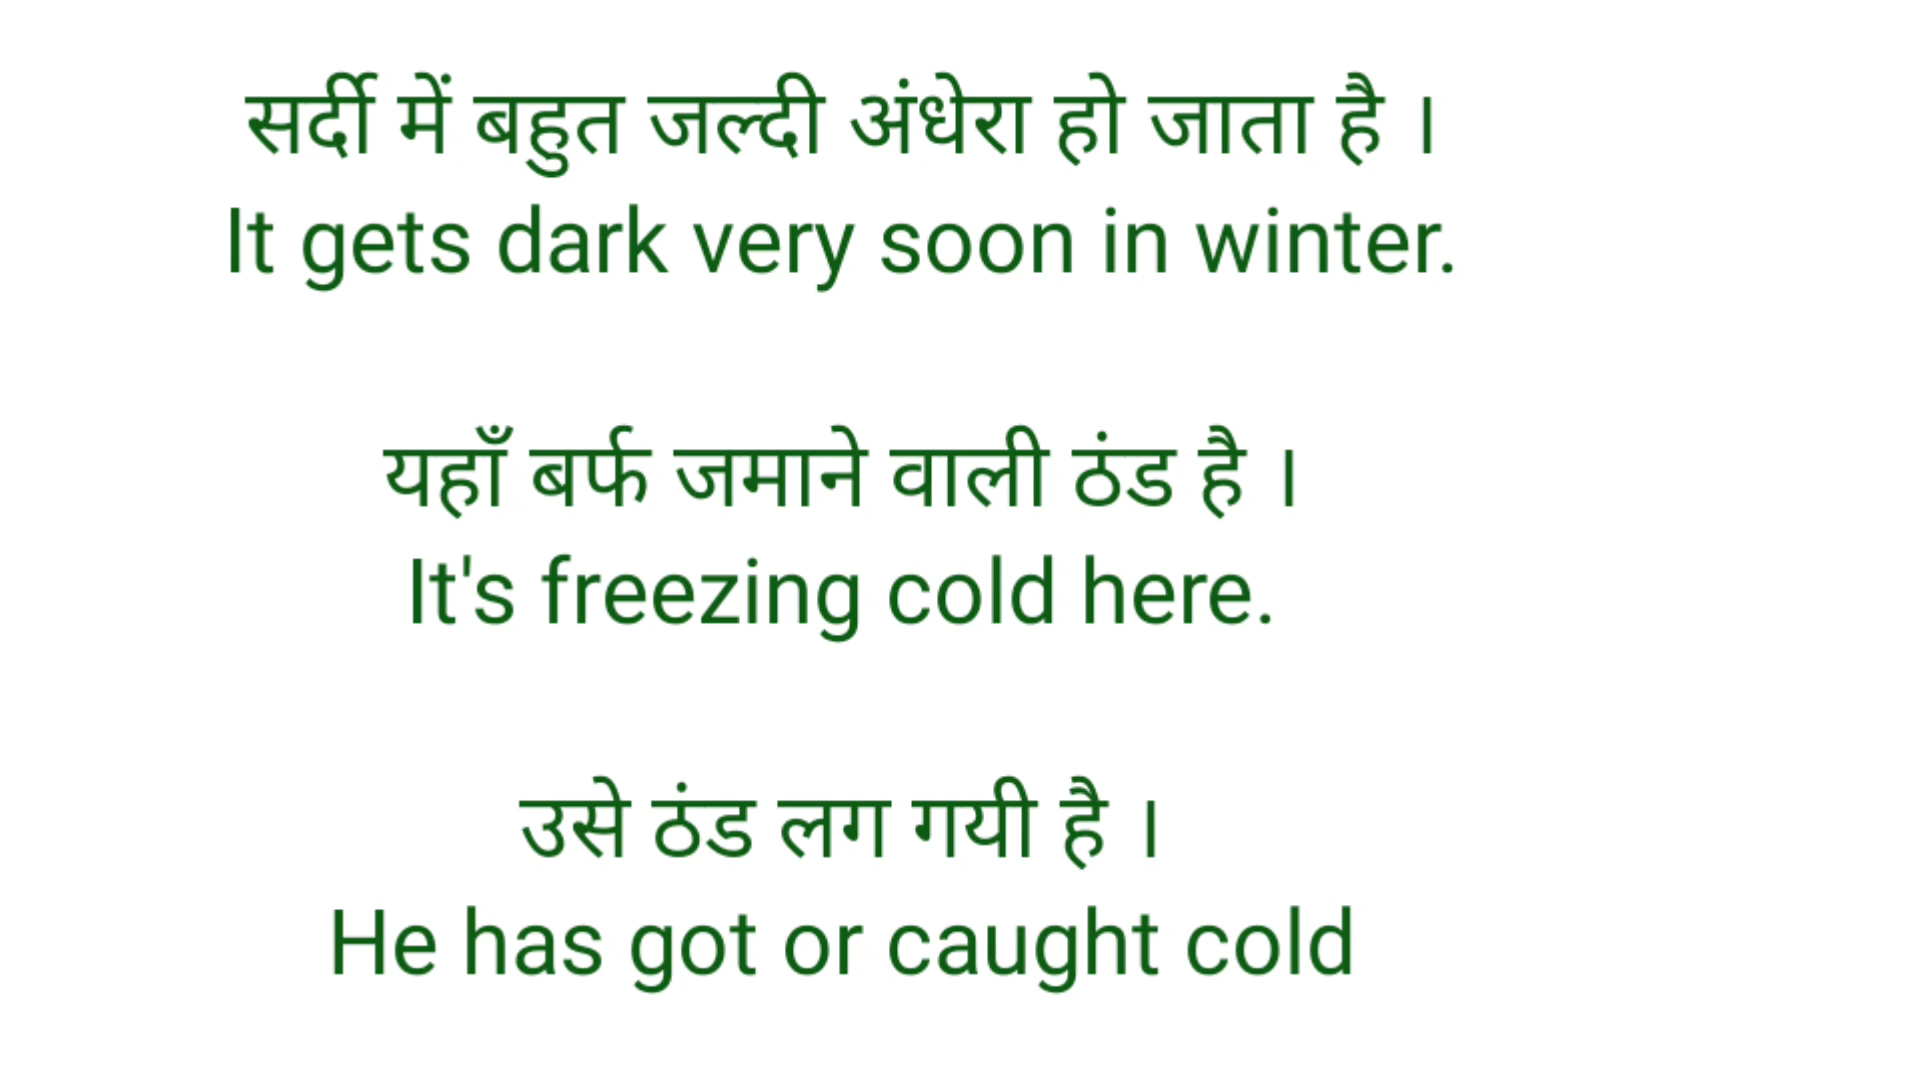 सर्दी में बहुत जल्दी अंधेरा हो जाता है ।
It gets dark very soon in winter.
यहाँ बर्फ जमाने वाली ठंड है ।
It's freezing cold here.
उसे ठंड लग गयी है ।
He has got or caught cold